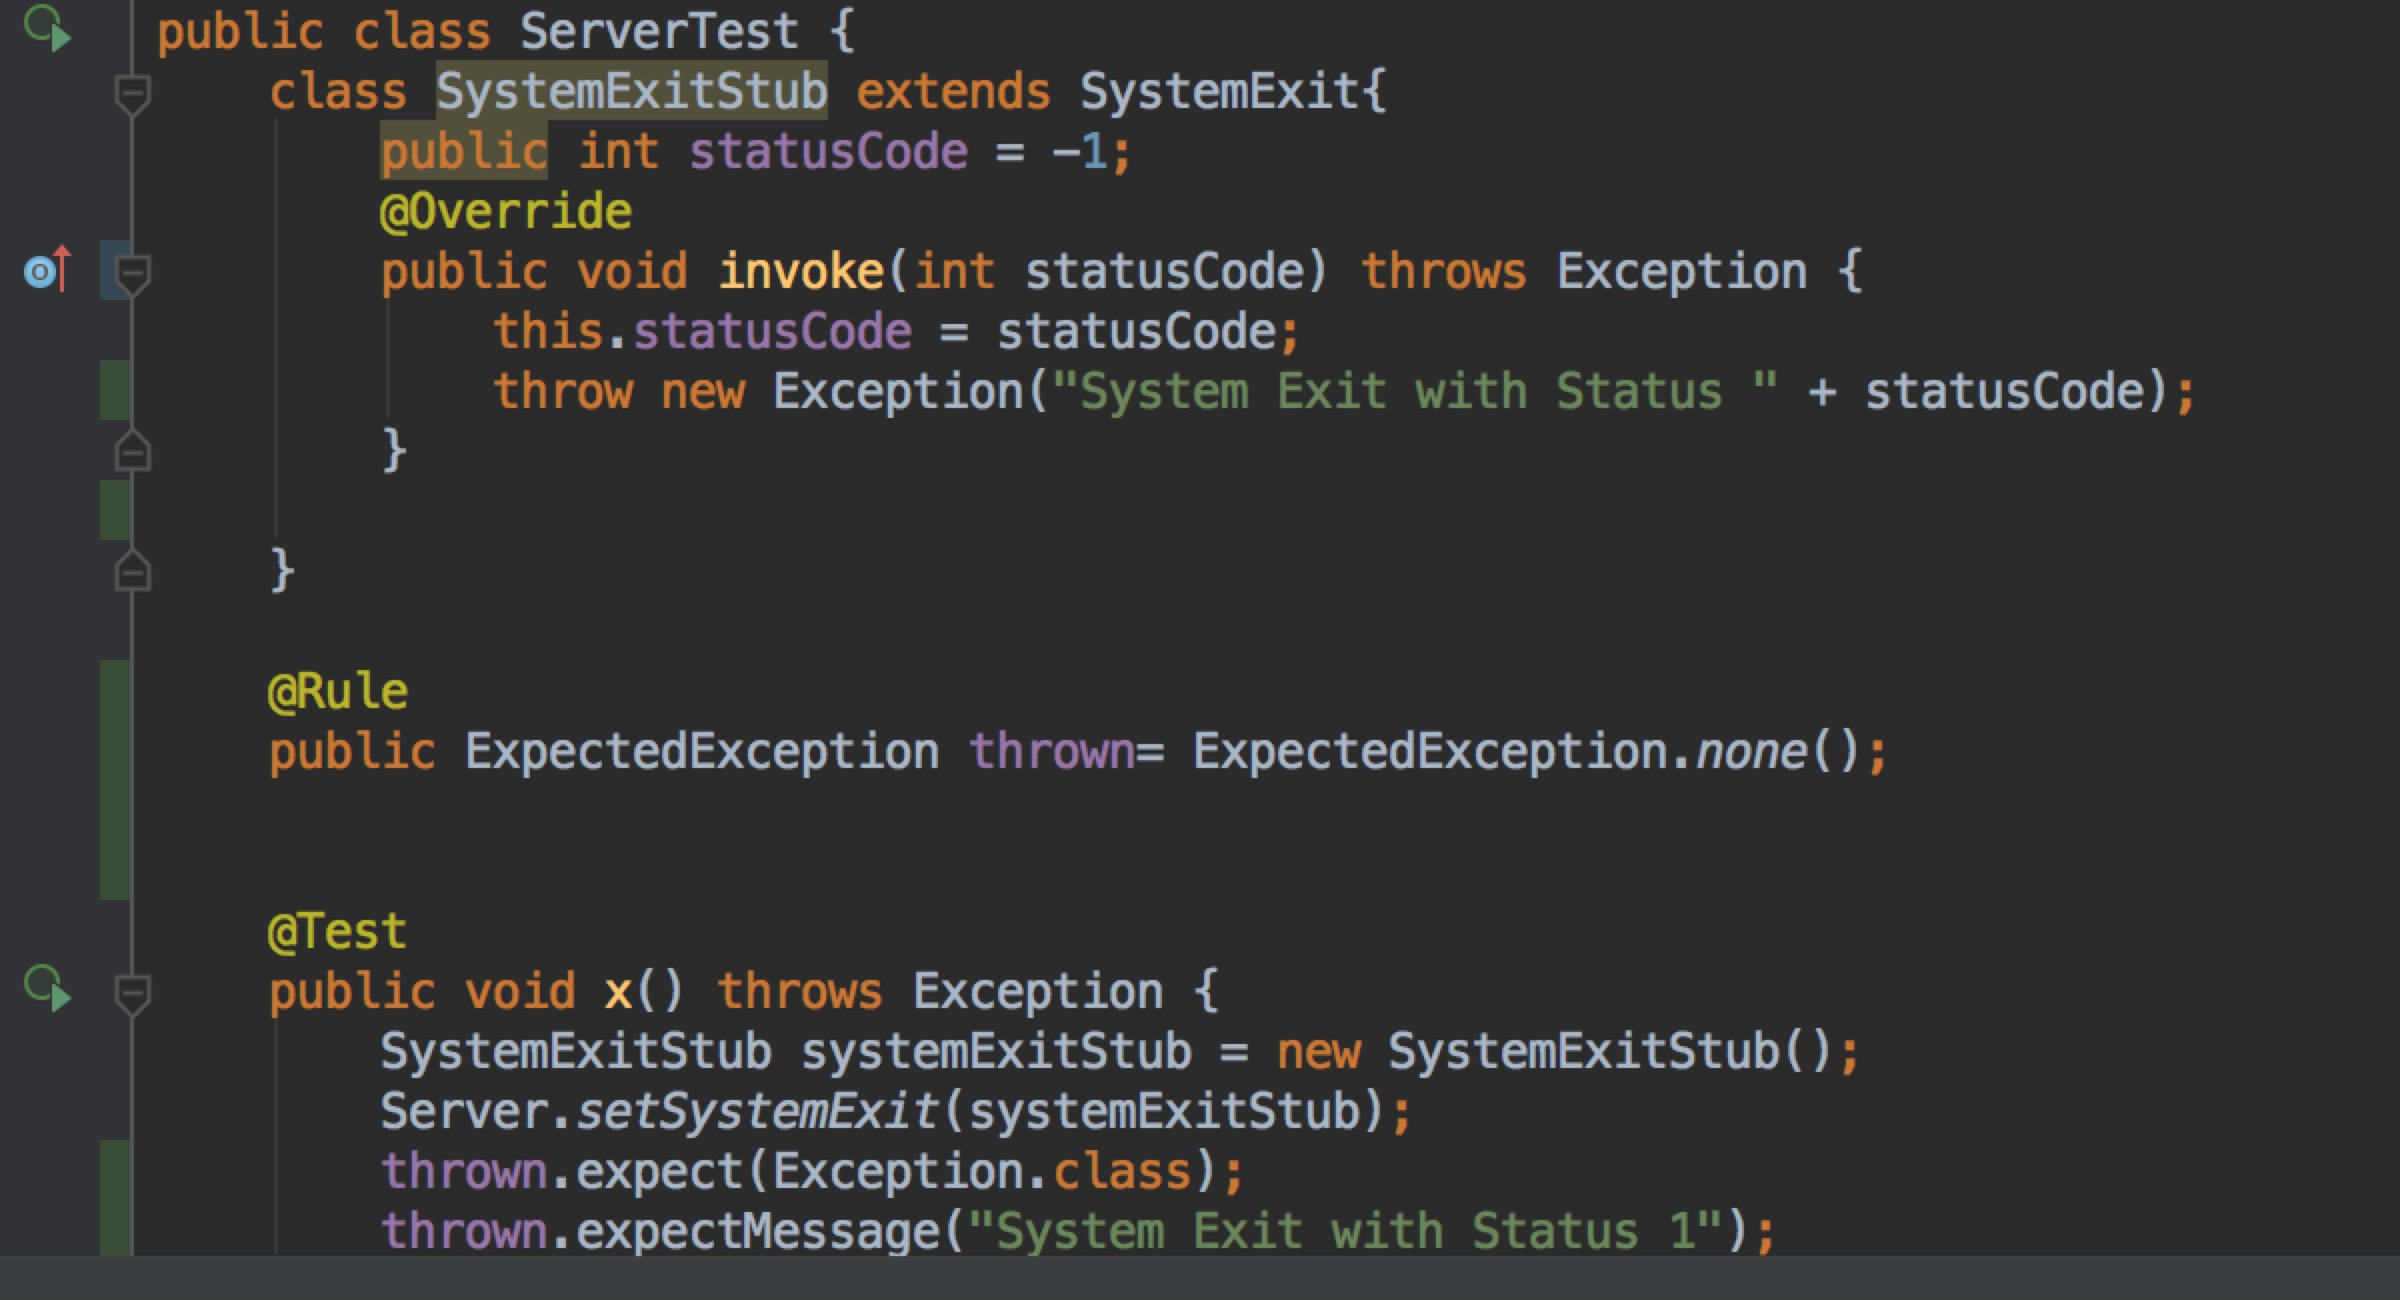 public class ServerTest {
class SystemExitStub extends SystemExit{
public int statusCode = -1;
@Override
public void invoke(int statusCode) throws Exception {
this.statusCode = statusCode;
throw new Exception("System Exit with Status " + statusCode);
}
}
@Rule
public ExpectedException thrown= ExpectedException.none();
@Test
public void x() throws Exception {
SystemExitStub systemExitStub = new SystemExitStub();
Server.setSystemExit(systemExitStub);
thrown.expect(Exception.class);
thrown.expectMessage("System Exit with Status 1");